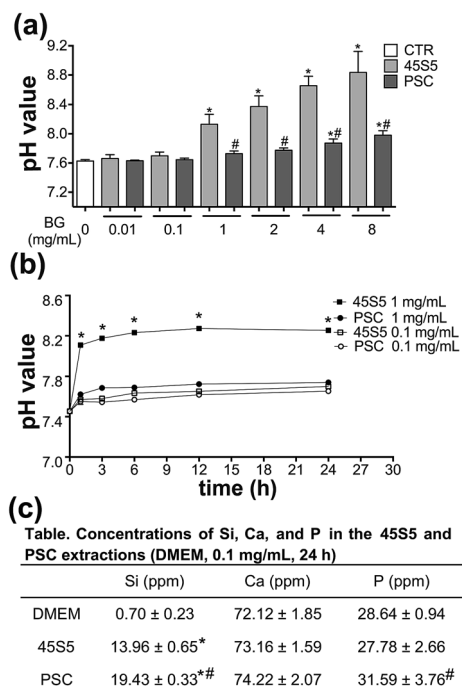 (a)
9.2
8.8
8.4
8.0
7.6
7.2
pH value
CTR
45S5
PSC
* * * *
# # *# *#
BG (mg/mL)
0 0.01 0.1 1 2 4 8
(b)
8.6
8.2
7.8
7.4
7.0
pH value
* * * * *
45S5 1 mg/mL
PSC 1 mg/mL
45S5 0.1 mg/mL
PSC 0.1 mg/mL
0 3 6 9 12 15 18 21 24 27 30
time (h)
(c)
Table. Concentrations of Si, Ca, and P in the 45S5 and
PSC extractions (DMEM, 0.1 mg/mL, 24 h)
Si (ppm) Ca (ppm) P (ppm)
DMEM 0.70 ± 0.23 72.12 ± 1.85 28.64 ± 0.94
45S5 13.96 ± 0.65* 73.16 ± 1.59 27.78 ± 2.66
PSC 19.43 ± 0.33*# 74.22 ± 2.07 31.59 ± 3.76#